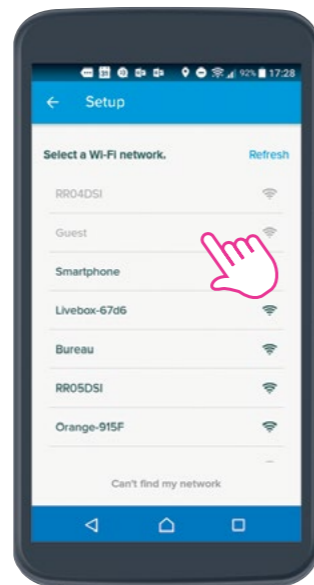 92% 17:28
Setup
Select a Wi-Fi network. Refresh
RR04DSI
Guest
Smartphone
Livebox-67d6
Bureau
RR05DSI
Orange-915F
Can't find my network